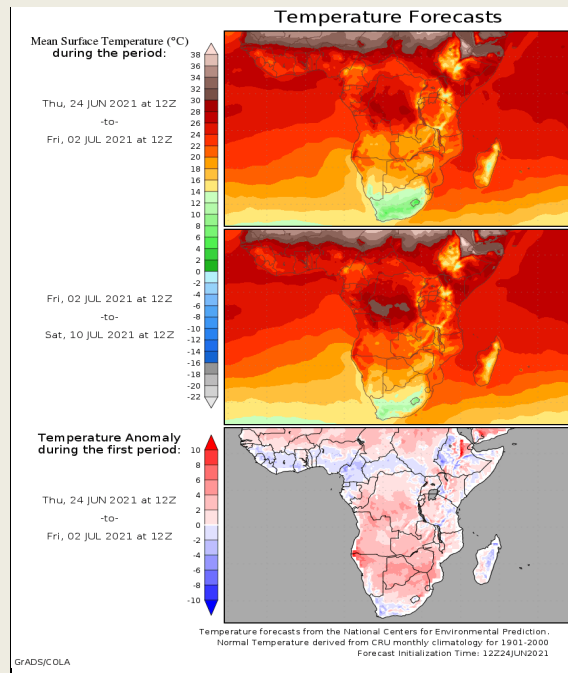 Temperature Forecasts
Mean Surface Temperature (°C)
during the period:
Thu, 24 JUN 2021 at 12Z
-to-
Fri, 02 JUL 2021 at 12Z
38
36
34
32
30
28
26
24
22
20
18
16
14
12
10
8
6
4
2
0
-2
-4
-6
-8
-10
-12
-14
-16
-18
-20
-22
Fri, 02 JUL 2021 at 12Z
-to-
Sat, 10 JUL 2021 at 12Z
Temperature Anomaly
during the first period:
Thu, 24 JUN 2021 at 12Z
-to-
Fri, 02 JUL 2021 at 12Z
10
8
6
4
2
0
-2
-4
-6
-8
-10
Temperature forecasts from the National Centers for Environmental Prediction.
Normal Temperature derived from CRU monthly climatology for 1901-2000
Forecast Initialization Time: 12Z24JUN2021
GrADS/COLA